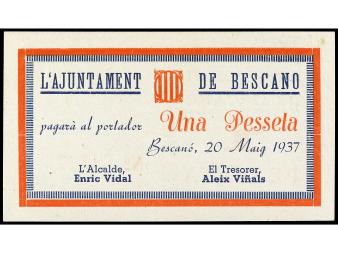 L'AJUNTAMENT DE BESCANO
pagarà al portador Una Pesseta
Bescanó, 20 Maig 1937
L'Alcalde, El Tresorer,
Enric Vidal Aleix Viñals